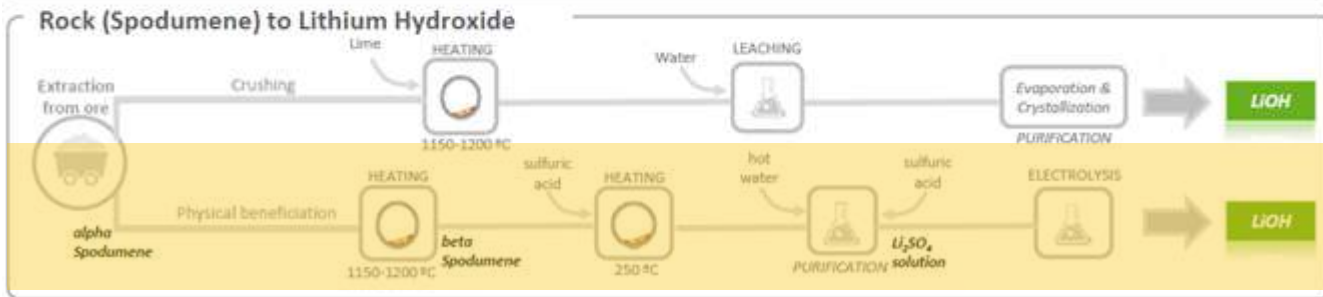 Rock (Spodumene) to Lithium Hydroxide
Extraction
from ore
Crushing
Lime
HEATING
1150-1200 ºC
Water
LEACHING
Evaporation &
Crystallization
PURIFICATION
LiOH
alpha
Spodumene
Physical beneficiation
HEATING
1150-1200 ºC
beta
Spodumene
sulfuric
acid
HEATING
250 ºC
hot
water
PURIFICATION
sulfuric
acid
Li₂SO₄
solution
ELECTROLYSIS
LiOH